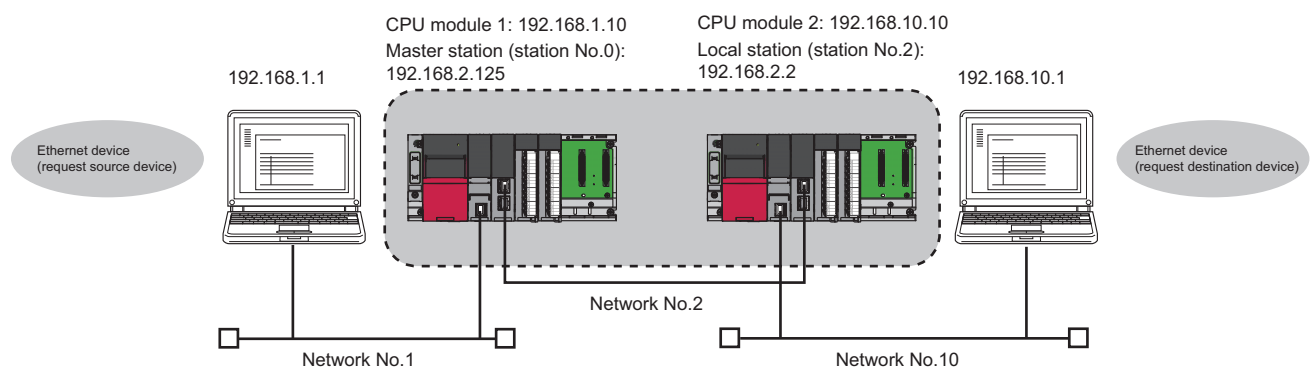 CPU module 1: 192.168.1.10
Master station (station No.0):
192.168.2.125
CPU module 2: 192.168.10.10
Local station (station No.2):
192.168.2.2
192.168.1.1
192.168.10.1
Ethernet device
(request source device)
Ethernet device
(request destination device)
Network No.2
Network No.1
Network No.10